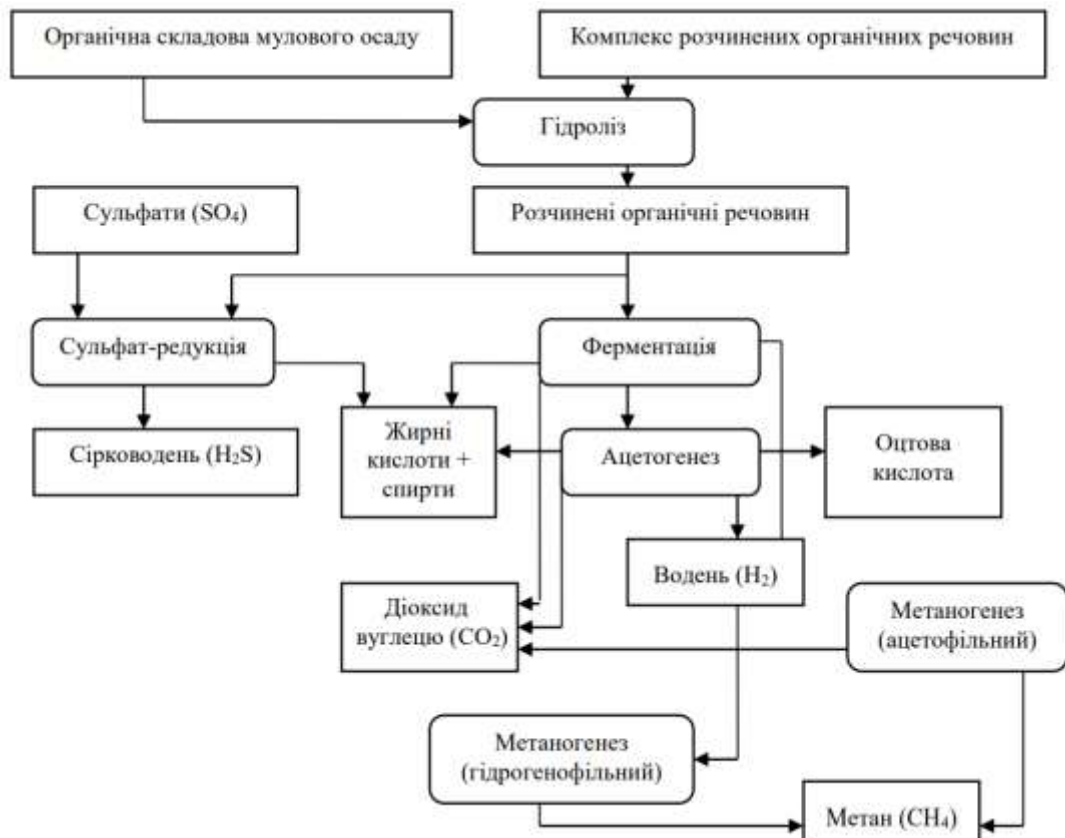 Органічна складова мулового осаду
Комплекс розчинених органічних речовин
Гідроліз
Сульфати (SO₄)
Розчинені органічні речовин
Сульфат-редукція
Ферментація
Сірководень (H₂S)
Жирні
кислоти +
спирти
Ацетогенез
Оцтова
кислота
Водень (H₂)
Діоксид
вуглецю (CO₂)
Метаногенез
(ацетофільний)
Метаногенез
(гідрогенофільний)
Метан (CH₄)